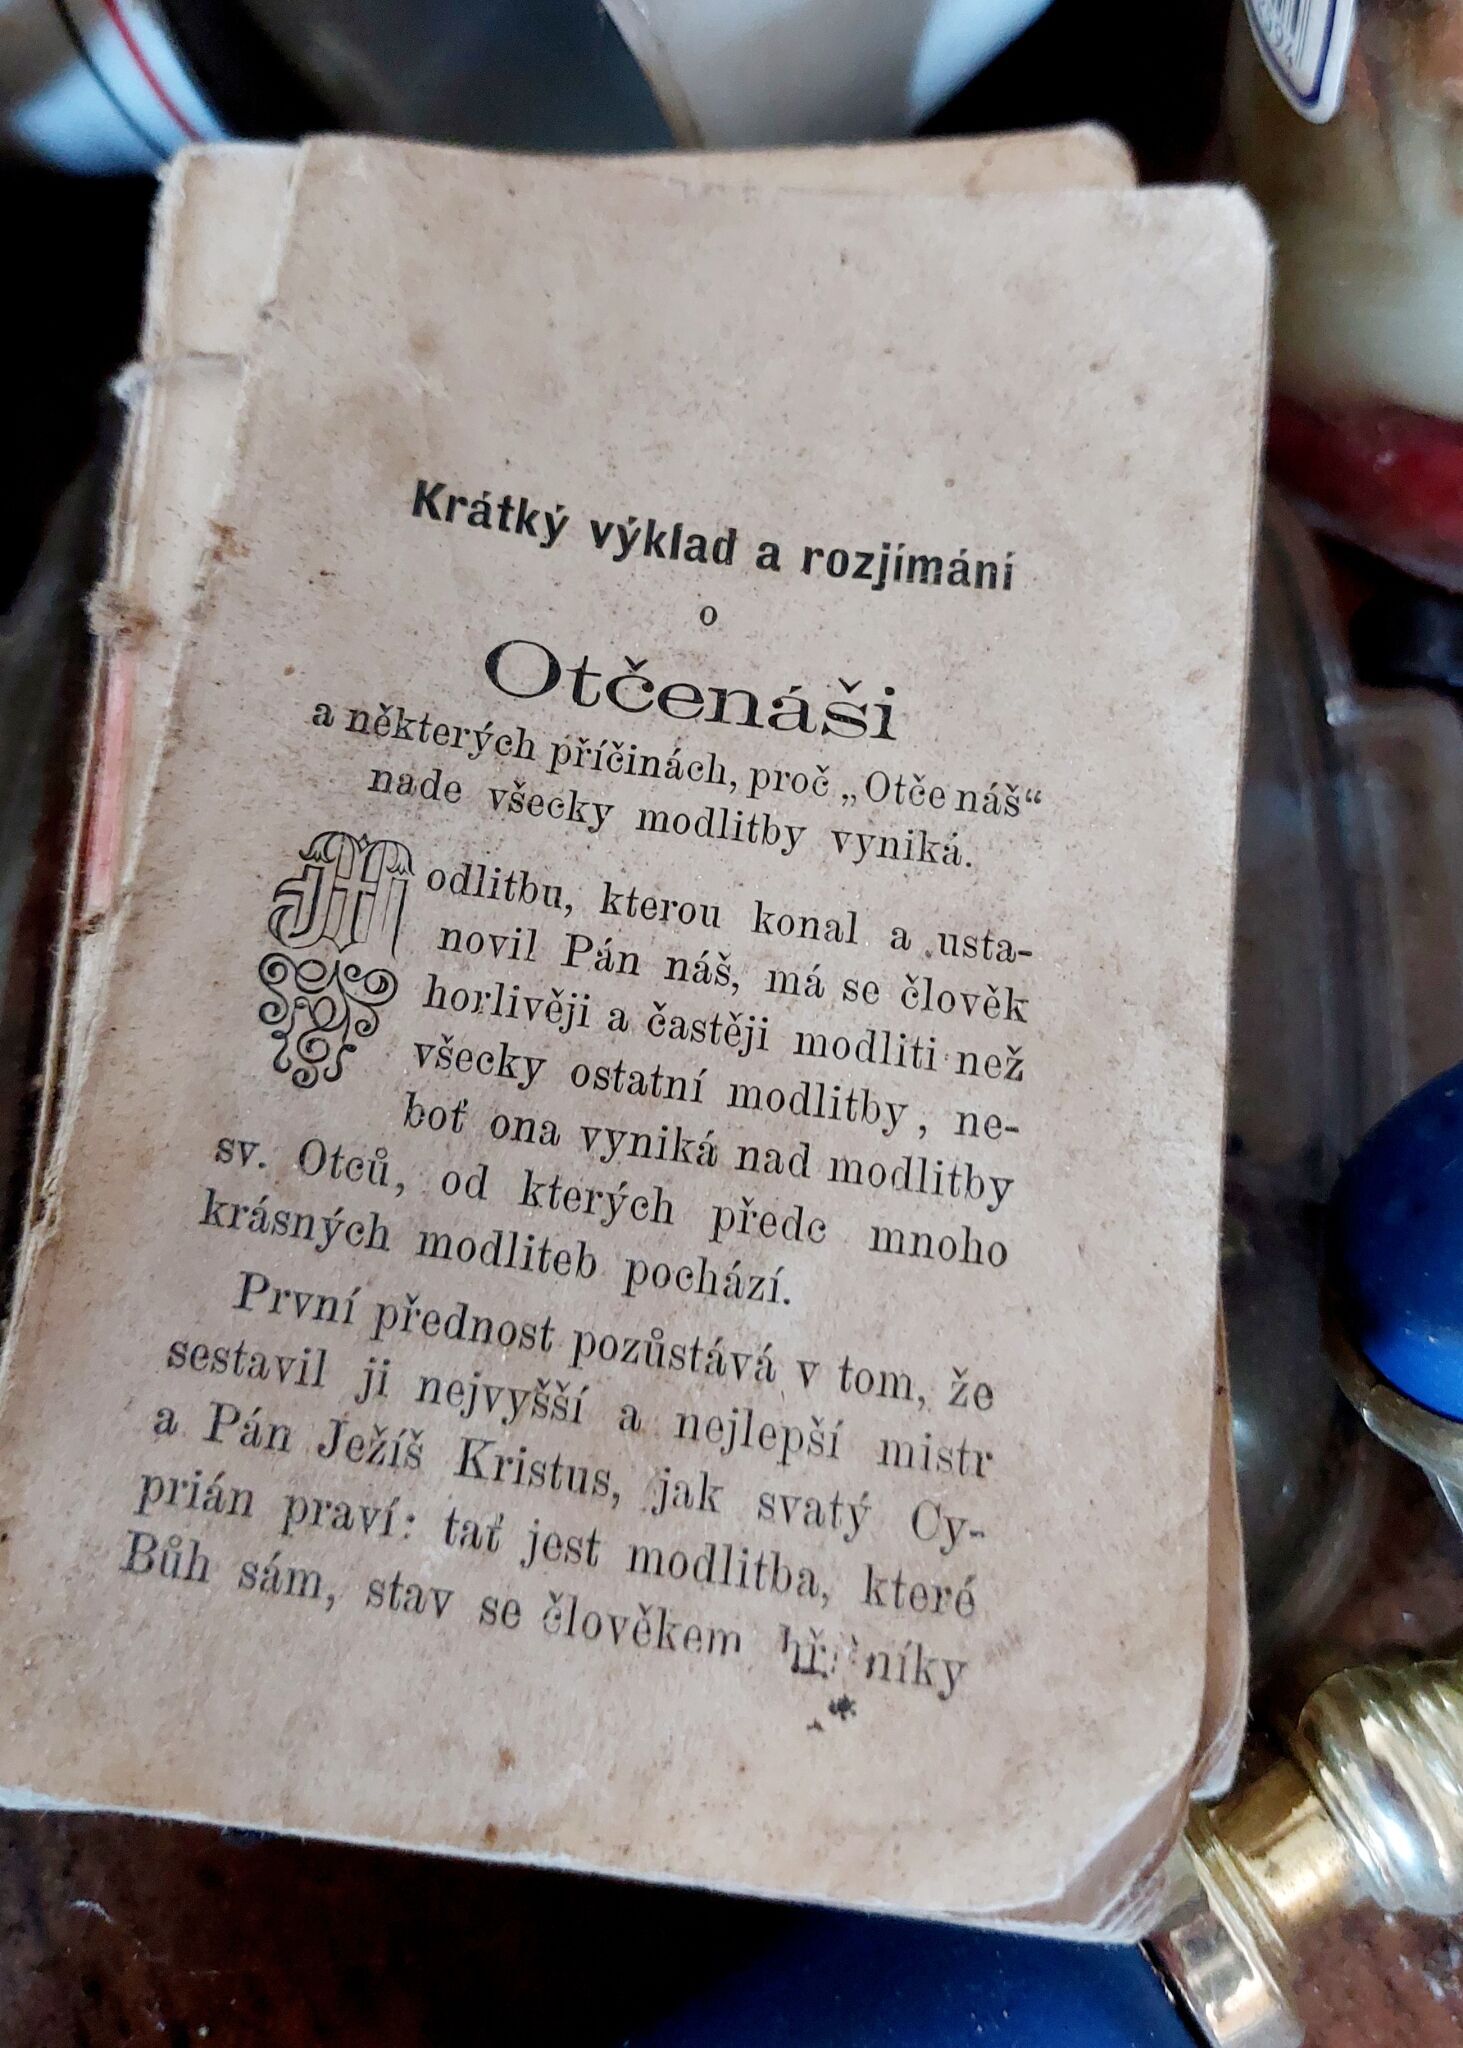 Krátký výklad a rozjímání
o
Otčenáši
a některých příčinách, proč „Otče náš“
nade všecky modlitby vyniká.
Modlitbu, kterou konal a usta-
novil Pán náš, má se člověk
horlivěji a častěji modliti než
všecky ostatní modlitby, ne-
boť ona vyniká nad modlitby
sv. Otců, od kterých předc mnoho
krásných modliteb pochází.
První přednost pozůstává v tom, že
sestavil ji nejvyšší a nejlepší mistr
a Pán Ježíš Kristus, jak svatý Cy-
prián praví: tať jest modlitba, které
Bůh sám, stav se člověkem